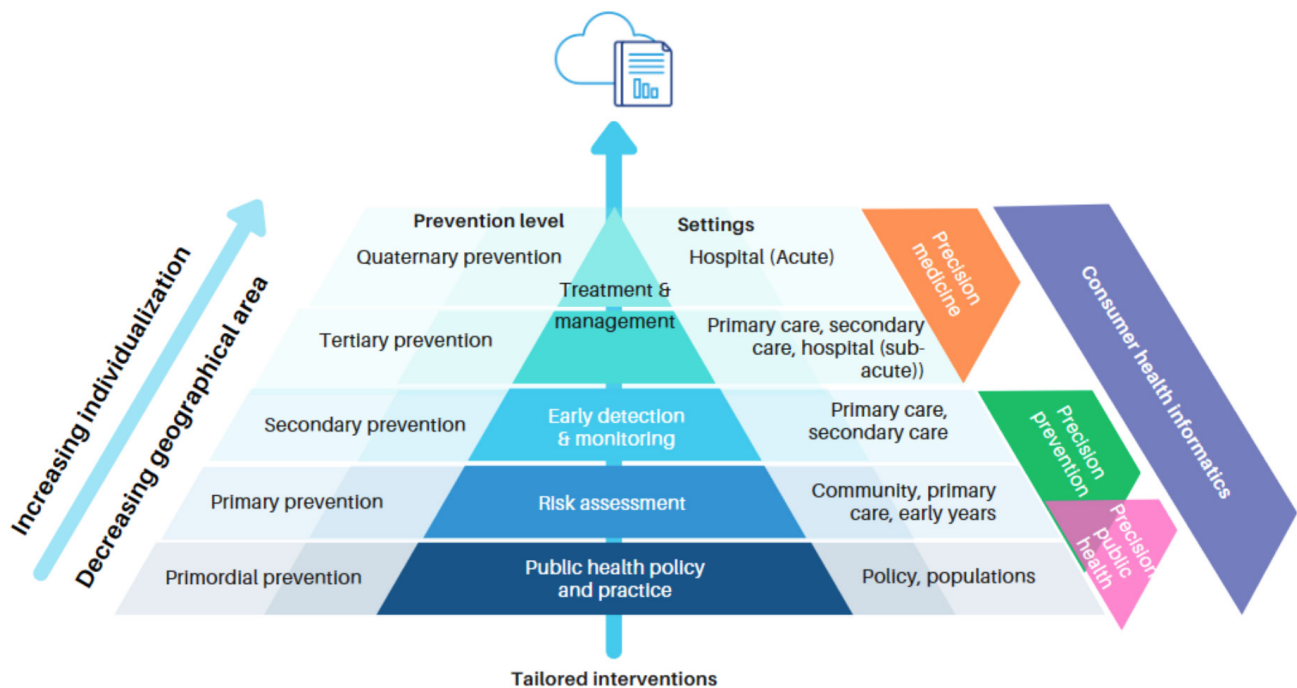 Prevention level
Settings
Quaternary prevention
Hospital (Acute)
Treatment &
management
Tertiary prevention
Primary care, secondary
care, hospital (sub-
acute))
Secondary prevention
Early detection
& monitoring
Primary care,
secondary care
Primary prevention
Risk assessment
Community, primary
care, early years
Primordial prevention
Public health policy
and practice
Policy, populations
Increasing individualization
Decreasing geographical area
Precision
medicine
Precision
prevention
Precision
public
health
Consumer health informatics
Tailored interventions